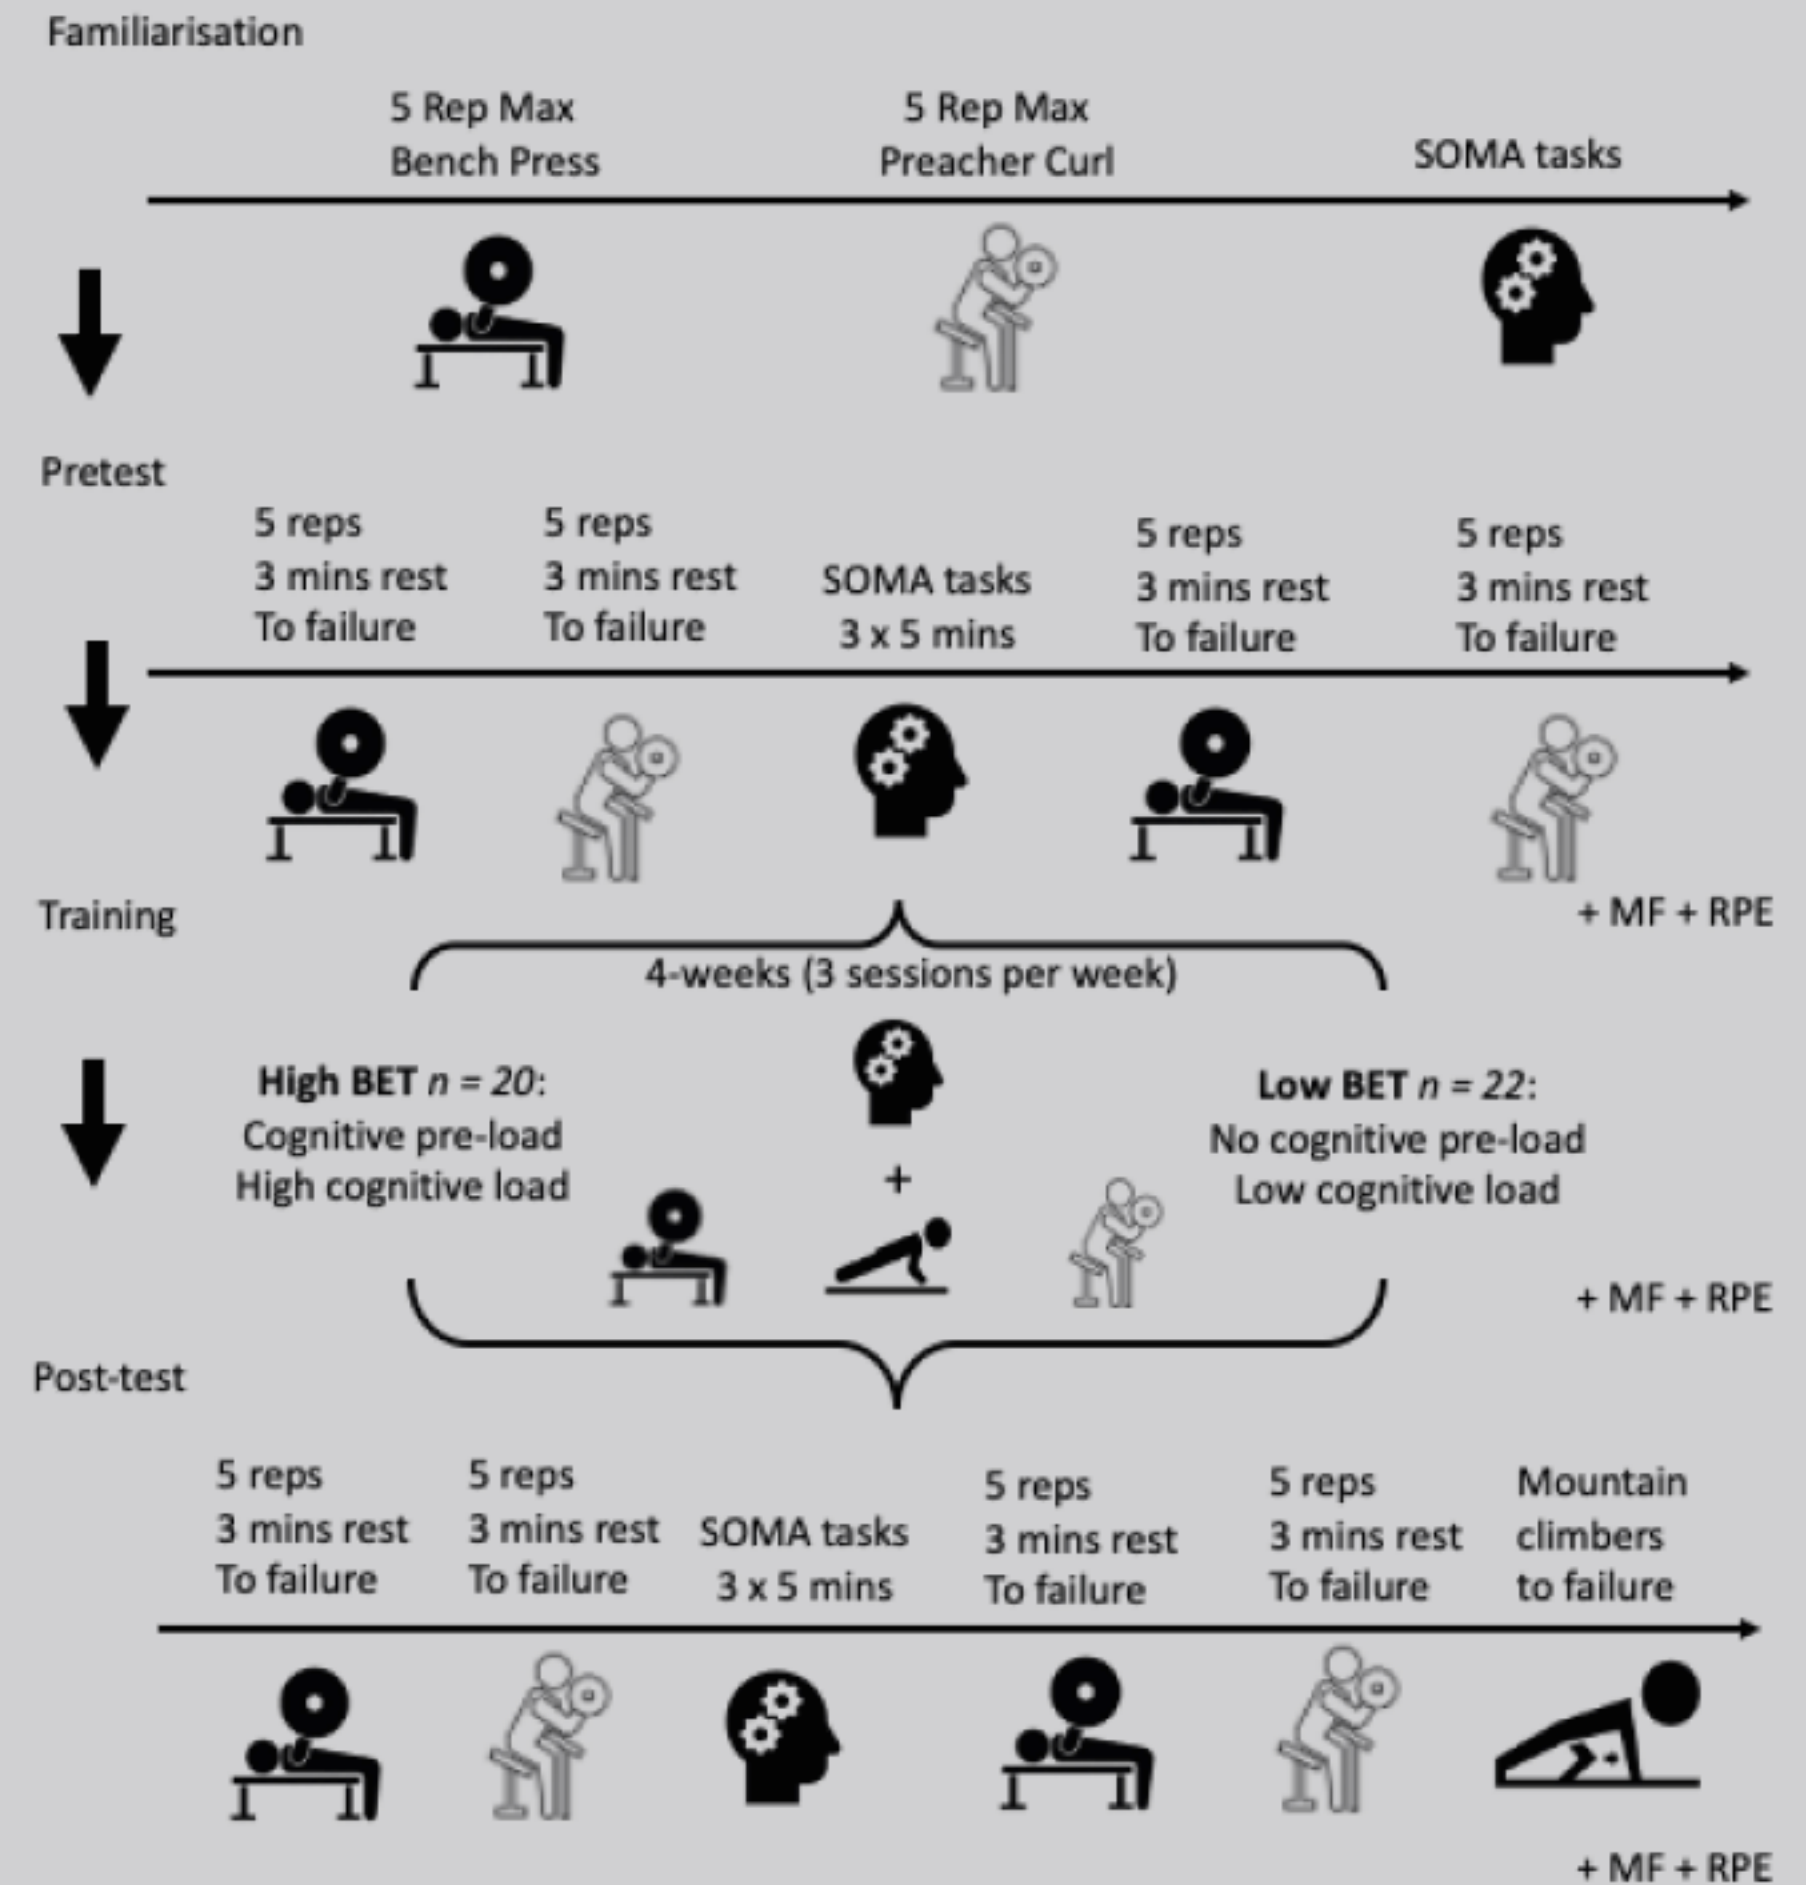 Familiarisation
5 Rep Max
Bench Press
5 Rep Max
Preacher Curl
SOMA tasks
Pretest
5 reps
3 mins rest
To failure
5 reps
3 mins rest
To failure
SOMA tasks
3 x 5 mins
5 reps
3 mins rest
To failure
5 reps
3 mins rest
To failure
+ MF + RPE
Training
4-weeks (3 sessions per week)
High BET n = 20:
Cognitive pre-load
High cognitive load
+
Low BET n = 22:
No cognitive pre-load
Low cognitive load
+ MF + RPE
Post-test
5 reps
3 mins rest
To failure
5 reps
3 mins rest
To failure
SOMA tasks
3 x 5 mins
5 reps
3 mins rest
To failure
5 reps
3 mins rest
To failure
Mountain
climbers
to failure
+ MF + RPE